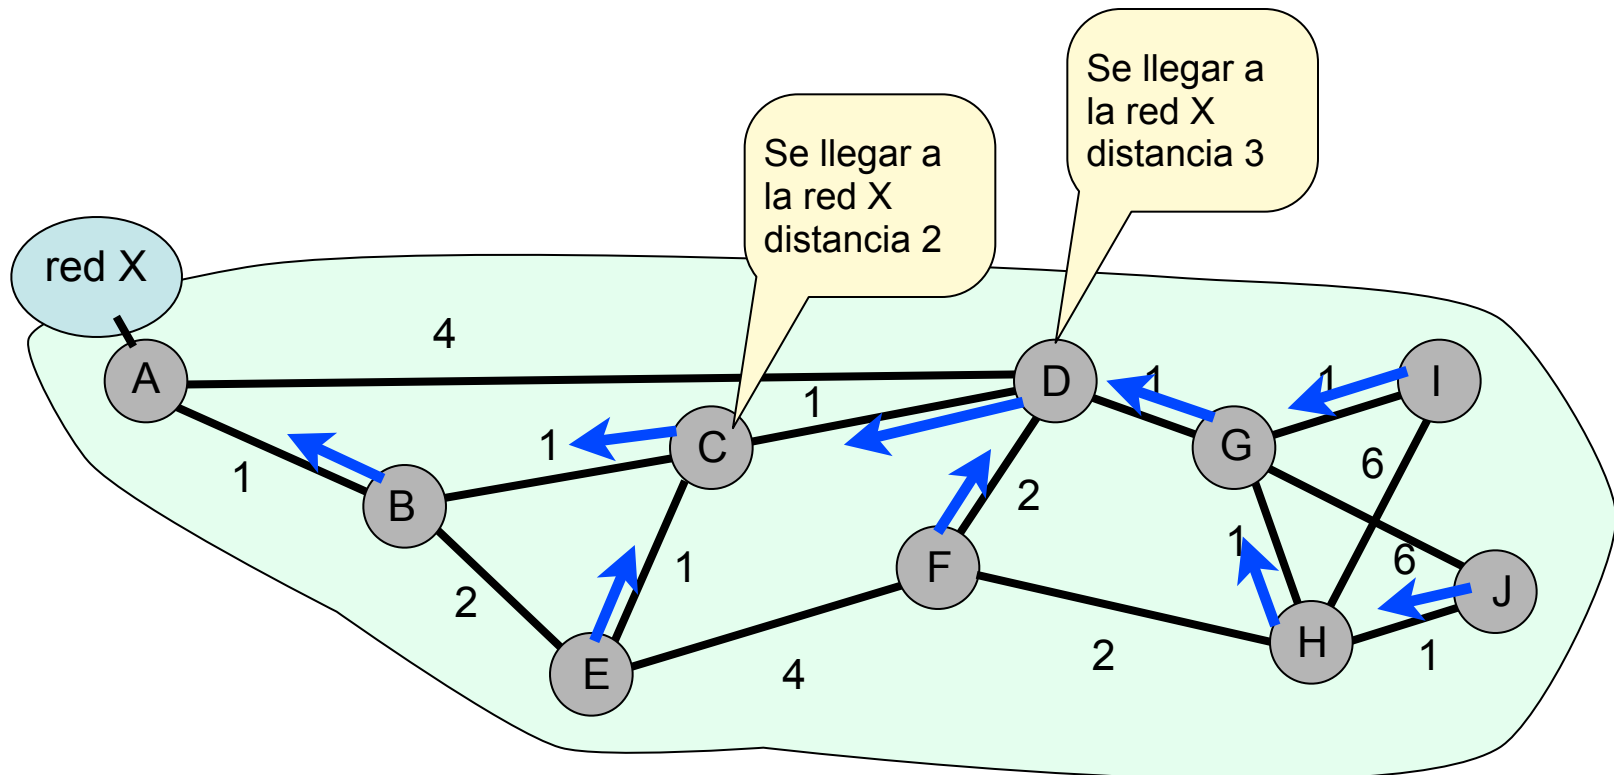 Se llegar a
la red X
distancia 3
Se llegar a
la red X
distancia 2
red X
4
A
D
1
1
I
1
C
1
G
6
1
B
2
1
1
F
6
J
2
E
4
2
H
1